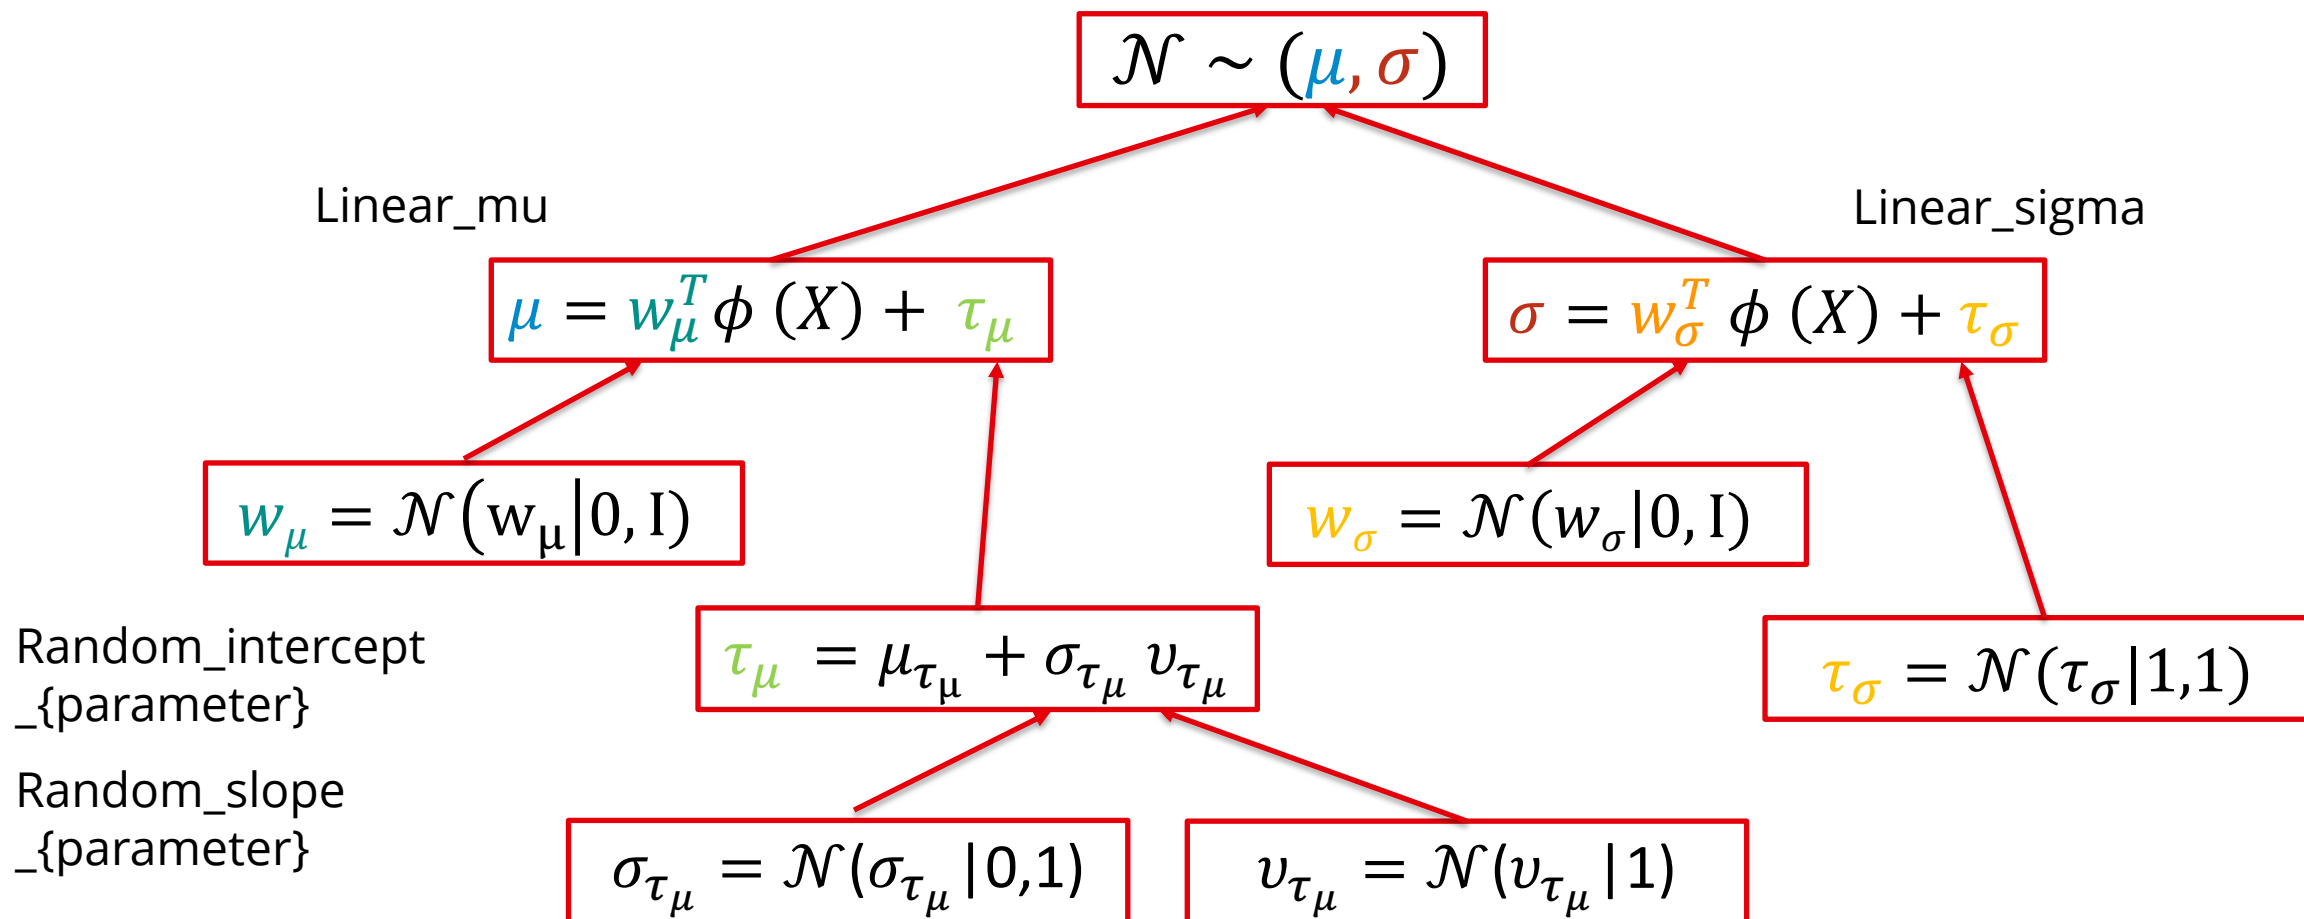 𝒩 ~ (μ, σ)
Linear_mu
Linear_sigma
μ = w_μ^T ϕ (X) + τ_μ
σ = w_σ^T ϕ (X) + τ_σ
w_μ = 𝒩(w_μ|0, I)
w_σ = 𝒩(w_σ|0, I)
Random_intercept
_{parameter}
τ_μ = μ_{τ_μ} + σ_{τ_μ} υ_{τ_μ}
τ_σ = 𝒩(τ_σ|1,1)
Random_slope
_{parameter}
σ_{τ_μ} = 𝒩(σ_{τ_μ} |0,1)
υ_{τ_μ} = 𝒩(υ_{τ_μ} |1)